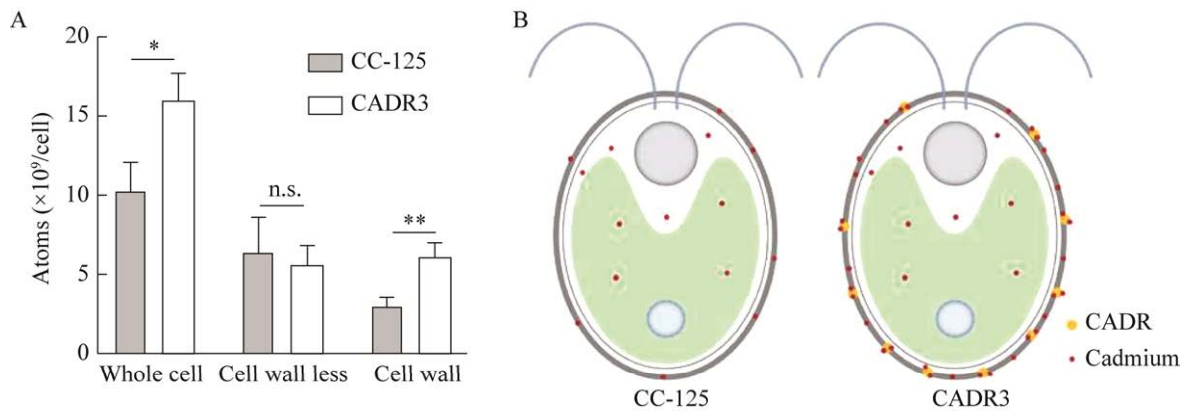 A
20
15
10
5
0
Atoms (×10⁹/cell)
*
n.s.
**
CC-125
CADR3
Whole cell
Cell wall less
Cell wall
B
CC-125
CADR3
CADR
Cadmium